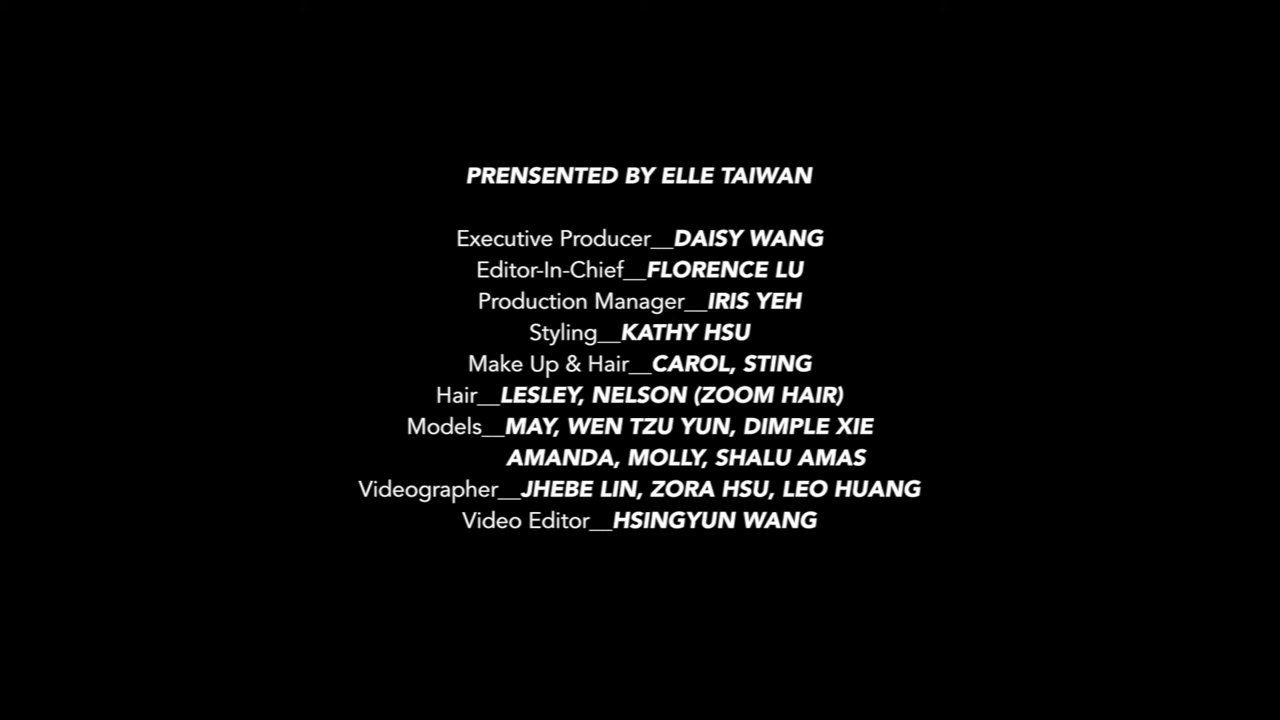 PRENSENTED BY ELLE TAIWAN
Executive Producer__DAISY WANG
Editor-In-Chief__FLORENCE LU
Production Manager__IRIS YEH
Styling__KATHY HSU
Make Up & Hair__CAROL, STING
Hair__LESLEY, NELSON (ZOOM HAIR)
Models__MAY, WEN TZU YUN, DIMPLE XIE
AMANDA, MOLLY, SHALU AMAS
Videographer__JHEBE LIN, ZORA HSU, LEO HUANG
Video Editor__HSINGYUN WANG